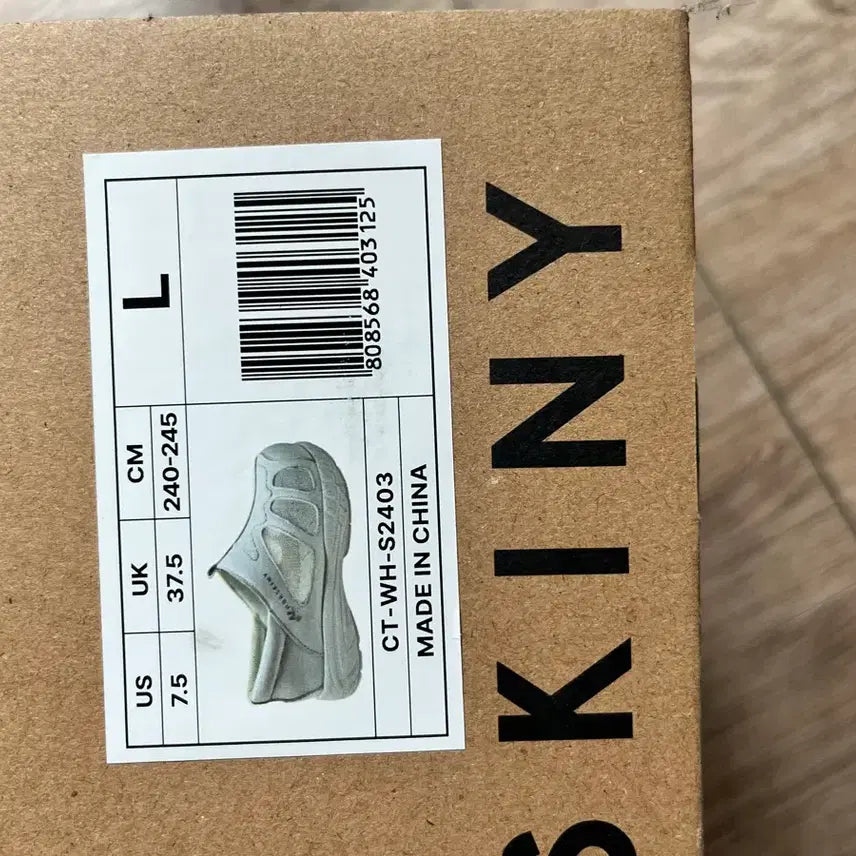 US
UK
CM
L
7.5
37.5
240-245
808568 403125
CT-WH-S2403
MADE IN CHINA
SKINY